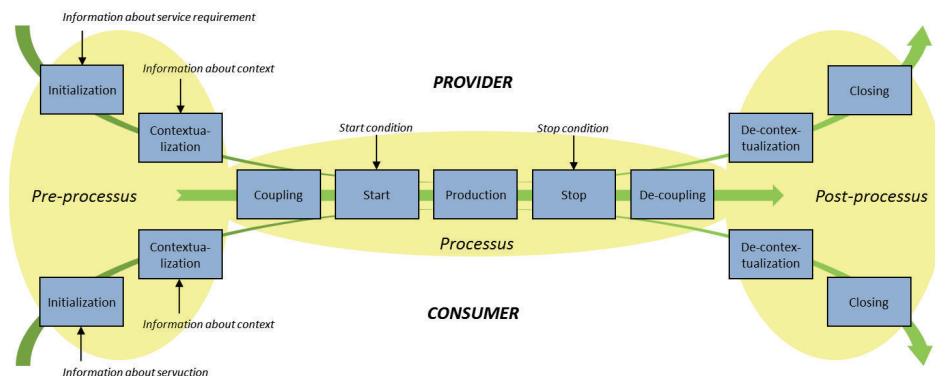 Information about service requirement
Initialization
Information about context
Contextua-
lization
PROVIDER
Start condition
Stop condition
De-contex-
tualization
Closing
Pre-processus
Coupling
Start
Production
Stop
De-coupling
Post-processus
Processus
Contextua-
lization
Initialization
Information about context
Information about servuction
CONSUMER
De-contex-
tualization
Closing